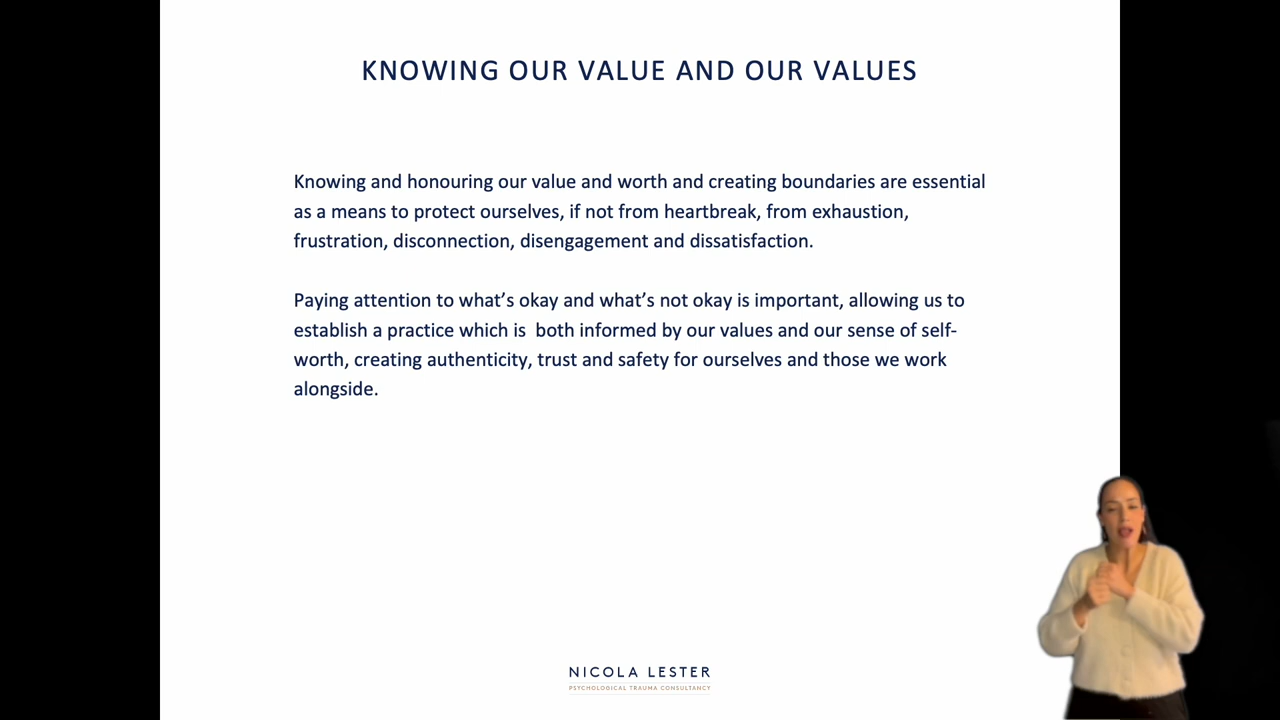 KNOWING OUR VALUE AND OUR VALUES
Knowing and honouring our value and worth and creating boundaries are essential
as a means to protect ourselves, if not from heartbreak, from exhaustion,
frustration, disconnection, disengagement and dissatisfaction.
Paying attention to what’s okay and what’s not okay is important, allowing us to
establish a practice which is  both informed by our values and our sense of self-
worth, creating authenticity, trust and safety for ourselves and those we work
alongside.
NICOLA LESTER
PSYCHOLOGICAL TRAUMA CONSULTANCY